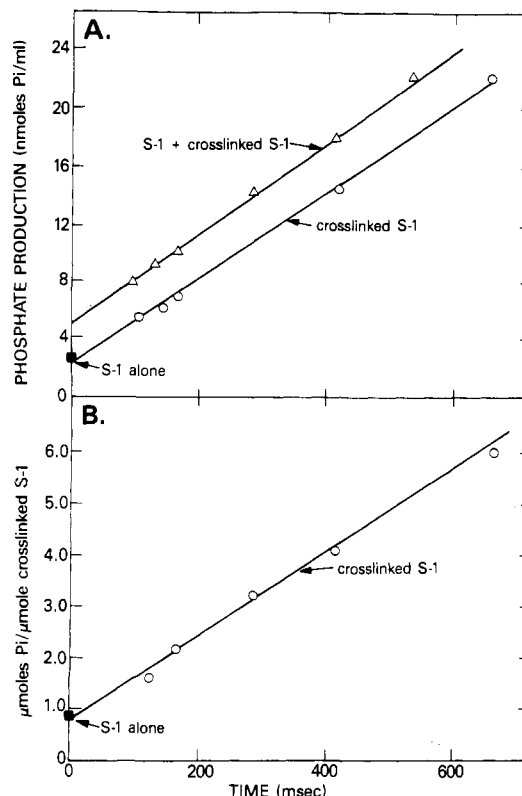 A.
PHOSPHATE PRODUCTION (nmoles Pi/ml)
24
20
16
12
8
4
0
S-1 + crosslinked S-1
crosslinked S-1
S-1 alone
B.
μmoles Pi/μmole crosslinked S-1
6.0
5.0
4.0
3.0
2.0
1.0
0
crosslinked S-1
S-1 alone
0
200
400
600
TIME (msec)